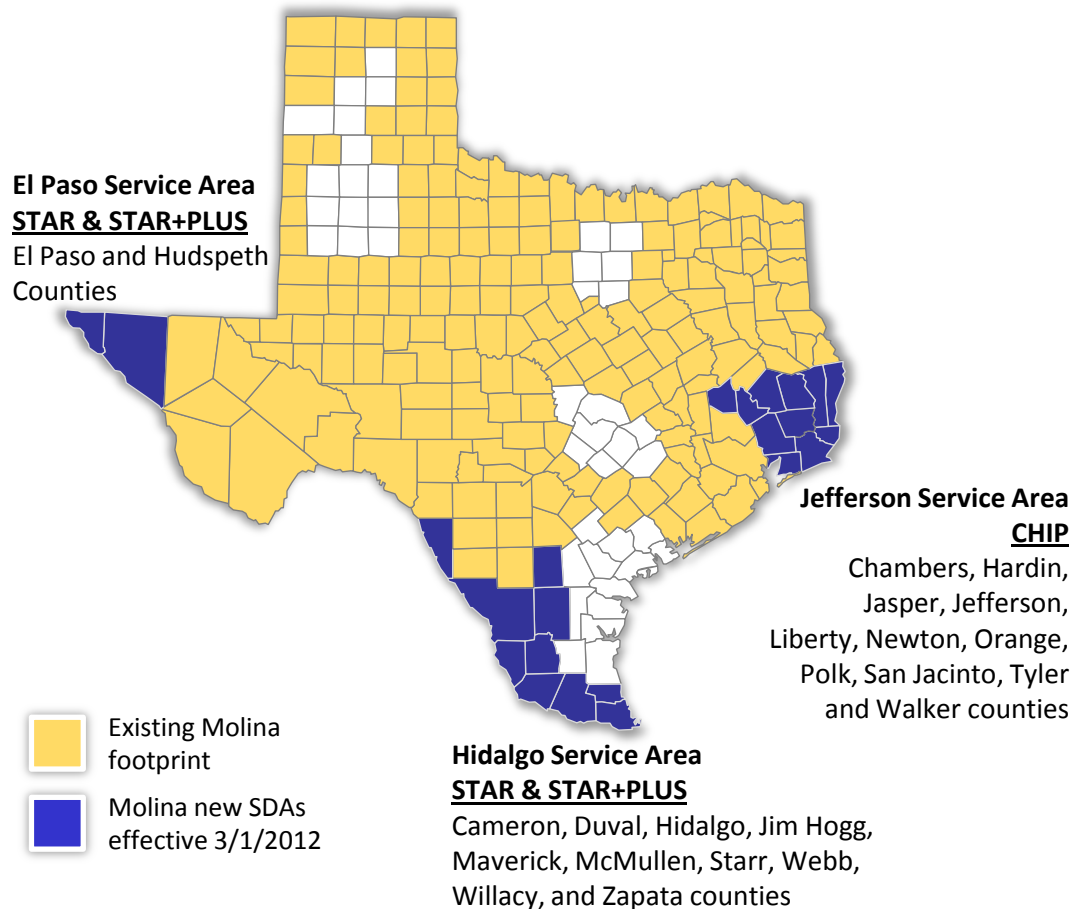 El Paso Service Area
STAR & STAR+PLUS
El Paso and Hudspeth
Counties
Jefferson Service Area
CHIP
Chambers, Hardin,
Jasper, Jefferson,
Liberty, Newton, Orange,
Polk, San Jacinto, Tyler
and Walker counties
Existing Molina
footprint
Molina new SDAs
effective 3/1/2012
Hidalgo Service Area
STAR & STAR+PLUS
Cameron, Duval, Hidalgo, Jim Hogg,
Maverick, McMullen, Starr, Webb,
Willacy, and Zapata counties